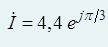 İ = 4,4 e^{jπ/3}